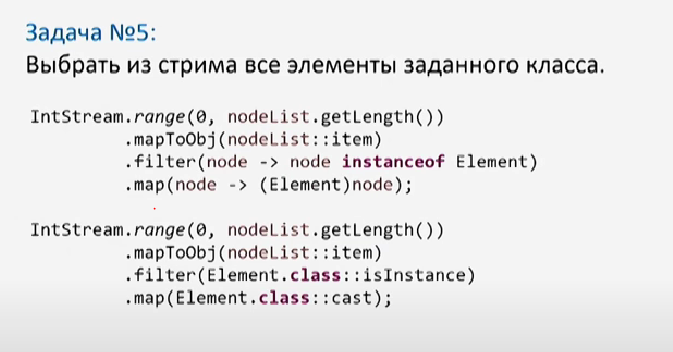 Задача №5:
Выбрать из стрима все элементы заданного класса.
IntStream.range(0, nodeList.getLength())
.mapToObj(nodeList::item)
.filter(node -> node instanceof Element)
.map(node -> (Element)node);
IntStream.range(0, nodeList.getLength())
.mapToObj(nodeList::item)
.filter(Element.class::isInstance)
.map(Element.class::cast);